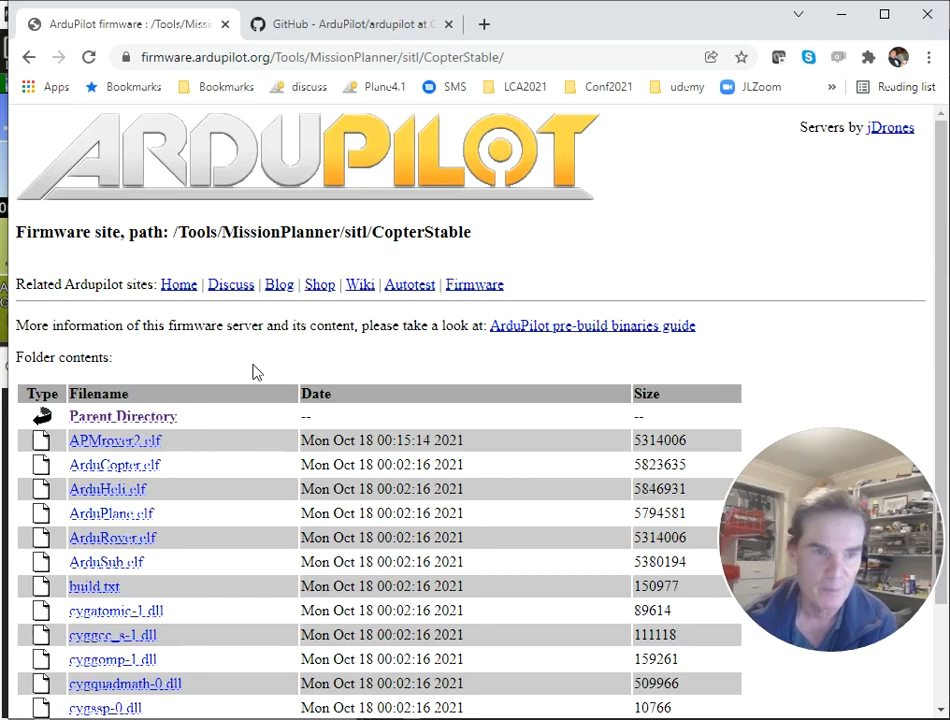 ArduPilot firmware : /Tools/Miss
GitHub - ArduPilot/ardupilot at C
firmware.ardupilot.org/Tools/MissionPlanner/sitl/CopterStable/
Apps
Bookmarks
Bookmarks
discuss
Plane4.1
SMS
LCA2021
Conf2021
udemy
JLZoom
»
Reading list
ARDUPILOT
Servers by jDrones
Firmware site, path: /Tools/MissionPlanner/sitl/CopterStable
Related Ardupilot sites: Home | Discuss | Blog | Shop | Wiki | Autotest | Firmware
More information of this firmware server and its content, please take a look at: ArduPilot pre-build binaries guide
Folder contents:
Type Filename Date Size
Parent Directory -- --
APMrover2.elf Mon Oct 18 00:15:14 2021 5314006
ArduCopter.elf Mon Oct 18 00:02:16 2021 5823635
ArduHeli.elf Mon Oct 18 00:02:16 2021 5846931
ArduPlane.elf Mon Oct 18 00:02:16 2021 5794581
ArduRover.elf Mon Oct 18 00:02:16 2021 5314006
ArduSub.elf Mon Oct 18 00:02:16 2021 5380194
build.txt Mon Oct 18 00:02:16 2021 150977
cygatomic-1.dll Mon Oct 18 00:02:16 2021 89614
cyggcc_s-1.dll Mon Oct 18 00:02:16 2021 111118
cyggomp-1.dll Mon Oct 18 00:02:16 2021 159261
cygquadmath-0.dll Mon Oct 18 00:02:16 2021 509966
cygssp-0.dll Mon Oct 18 00:02:16 2021 10766